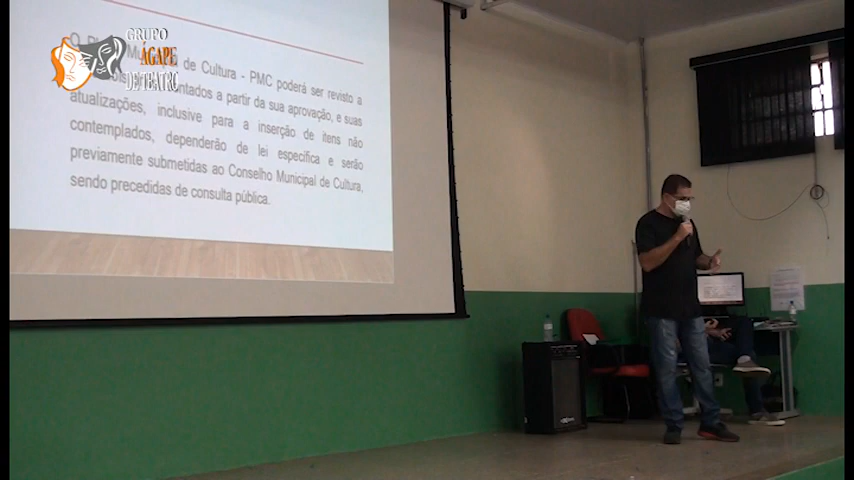 GRUPO
ÁGAPE
DE TEATRO
O de Cultura - PMC poderá ser revisto a
a partir da sua aprovação, e suas
atualizações, inclusive para a inserção de itens não
contemplados, dependerão de lei específica e serão
previamente submetidas ao Conselho Municipal de Cultura,
sendo precedidas de consulta pública.